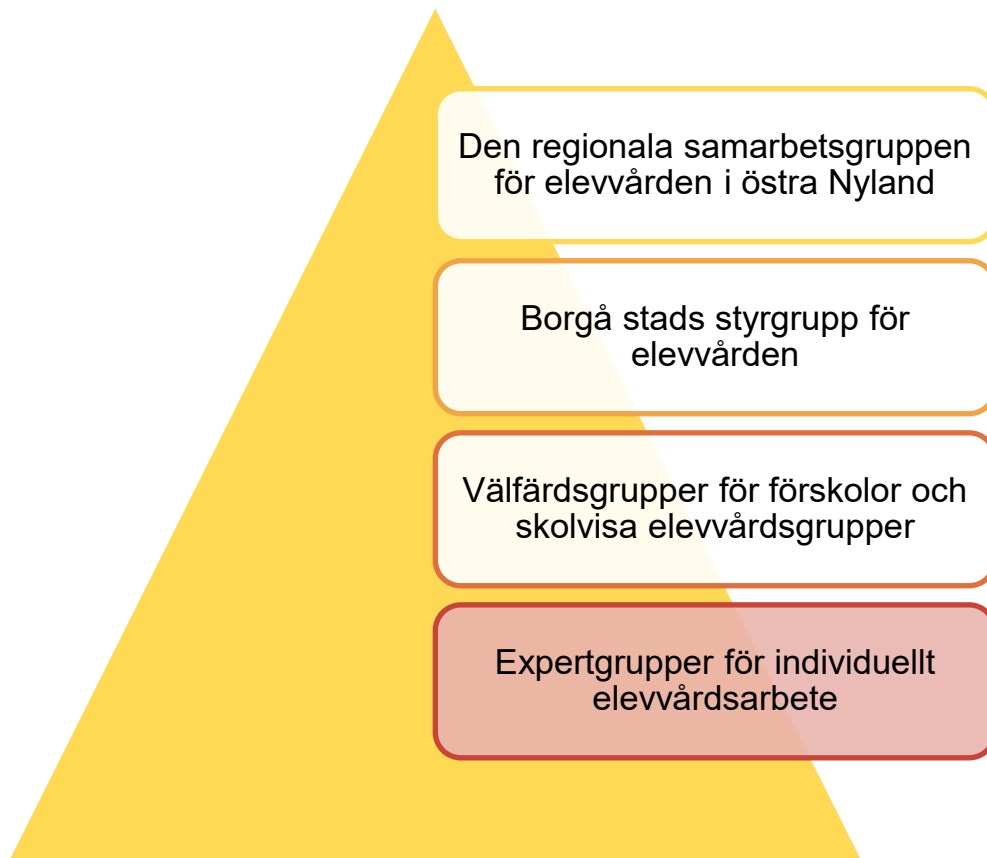 Den regionala samarbetsgruppen
för elevvården i östra Nyland
Borgå stads styrgrupp för
elevvården
Välfärdsgrupper för förskolor och
skolvisa elevvårdsgrupper
Expertgrupper för individuellt
elevvårdsarbete